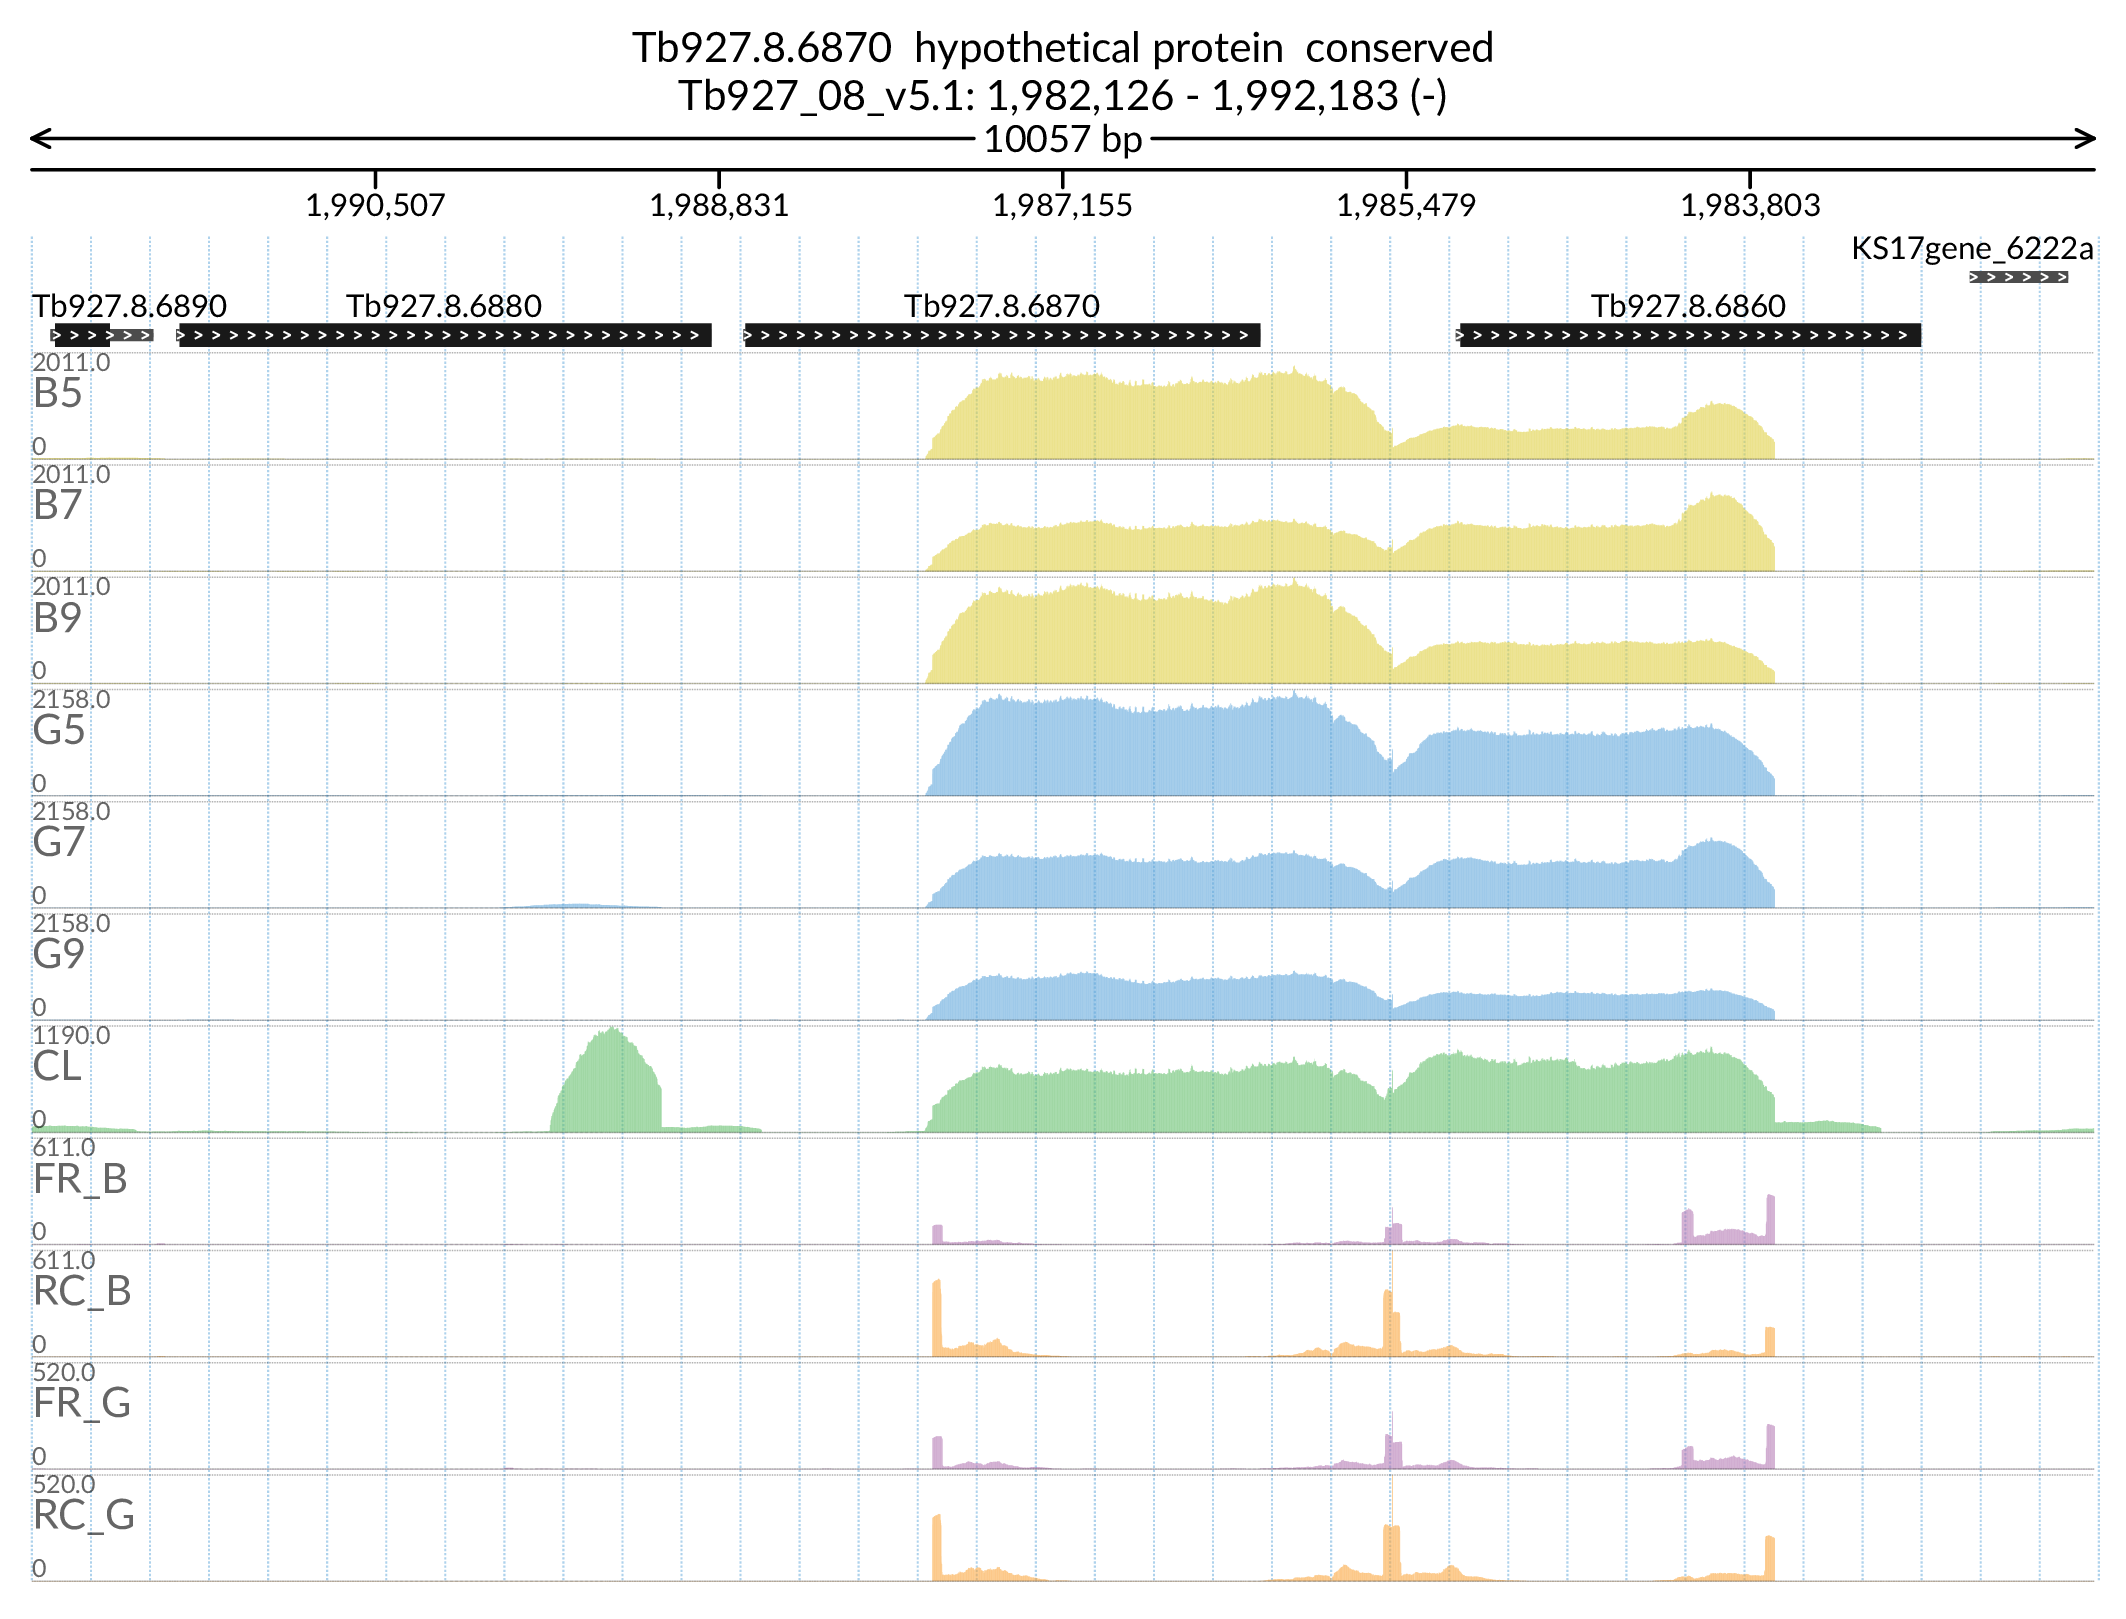 Tb927.8.6870 hypothetical protein conserved
Tb927_08_v5.1: 1,982,126 - 1,992,183 (-)
10057 bp
1,990,507 1,988,831 1,987,155 1,985,479 1,983,803
KS17gene_6222a
Tb927.8.6890 Tb927.8.6880 Tb927.8.6870 Tb927.8.6860
2011.0
B5
0
2011.0
B7
0
2011.0
B9
0
2158.0
G5
0
2158.0
G7
0
2158.0
G9
0
1190.0
CL
0
611.0
FR_B
0
611.0
RC_B
0
520.0
FR_G
0
520.0
RC_G
0